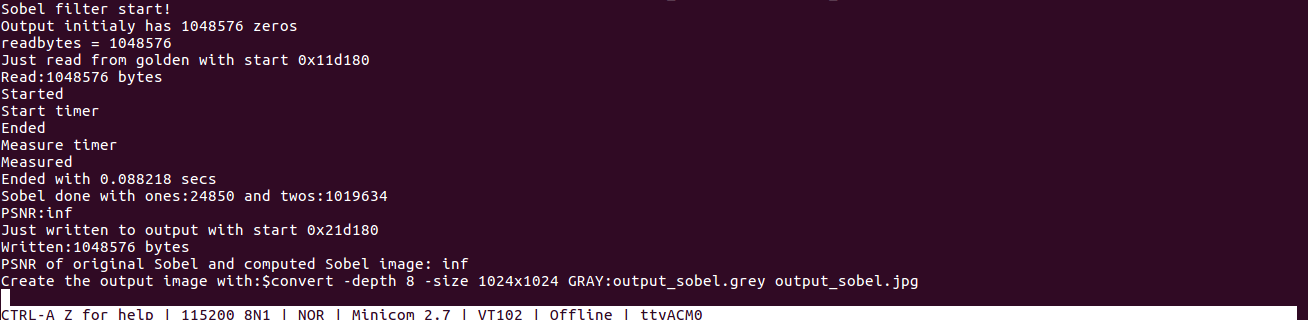 Sobel filter start!
Output initialy has 1048576 zeros
readbytes = 1048576
Just read from golden with start 0x11d180
Read:1048576 bytes
Started
Start timer
Ended
Measure timer
Measured
Ended with 0.088218 secs
Sobel done with ones:24850 and twos:1019634
PSNR:inf
Just written to output with start 0x21d180
Written:1048576 bytes
PSNR of original Sobel and computed Sobel image: inf
Create the output image with:$convert -depth 8 -size 1024x1024 GRAY:output_sobel.grey output_sobel.jpg
CTRL-A Z for help | 115200 8N1 | NOR | Minicom 2.7 | VT102 | Offline | ttyACM0